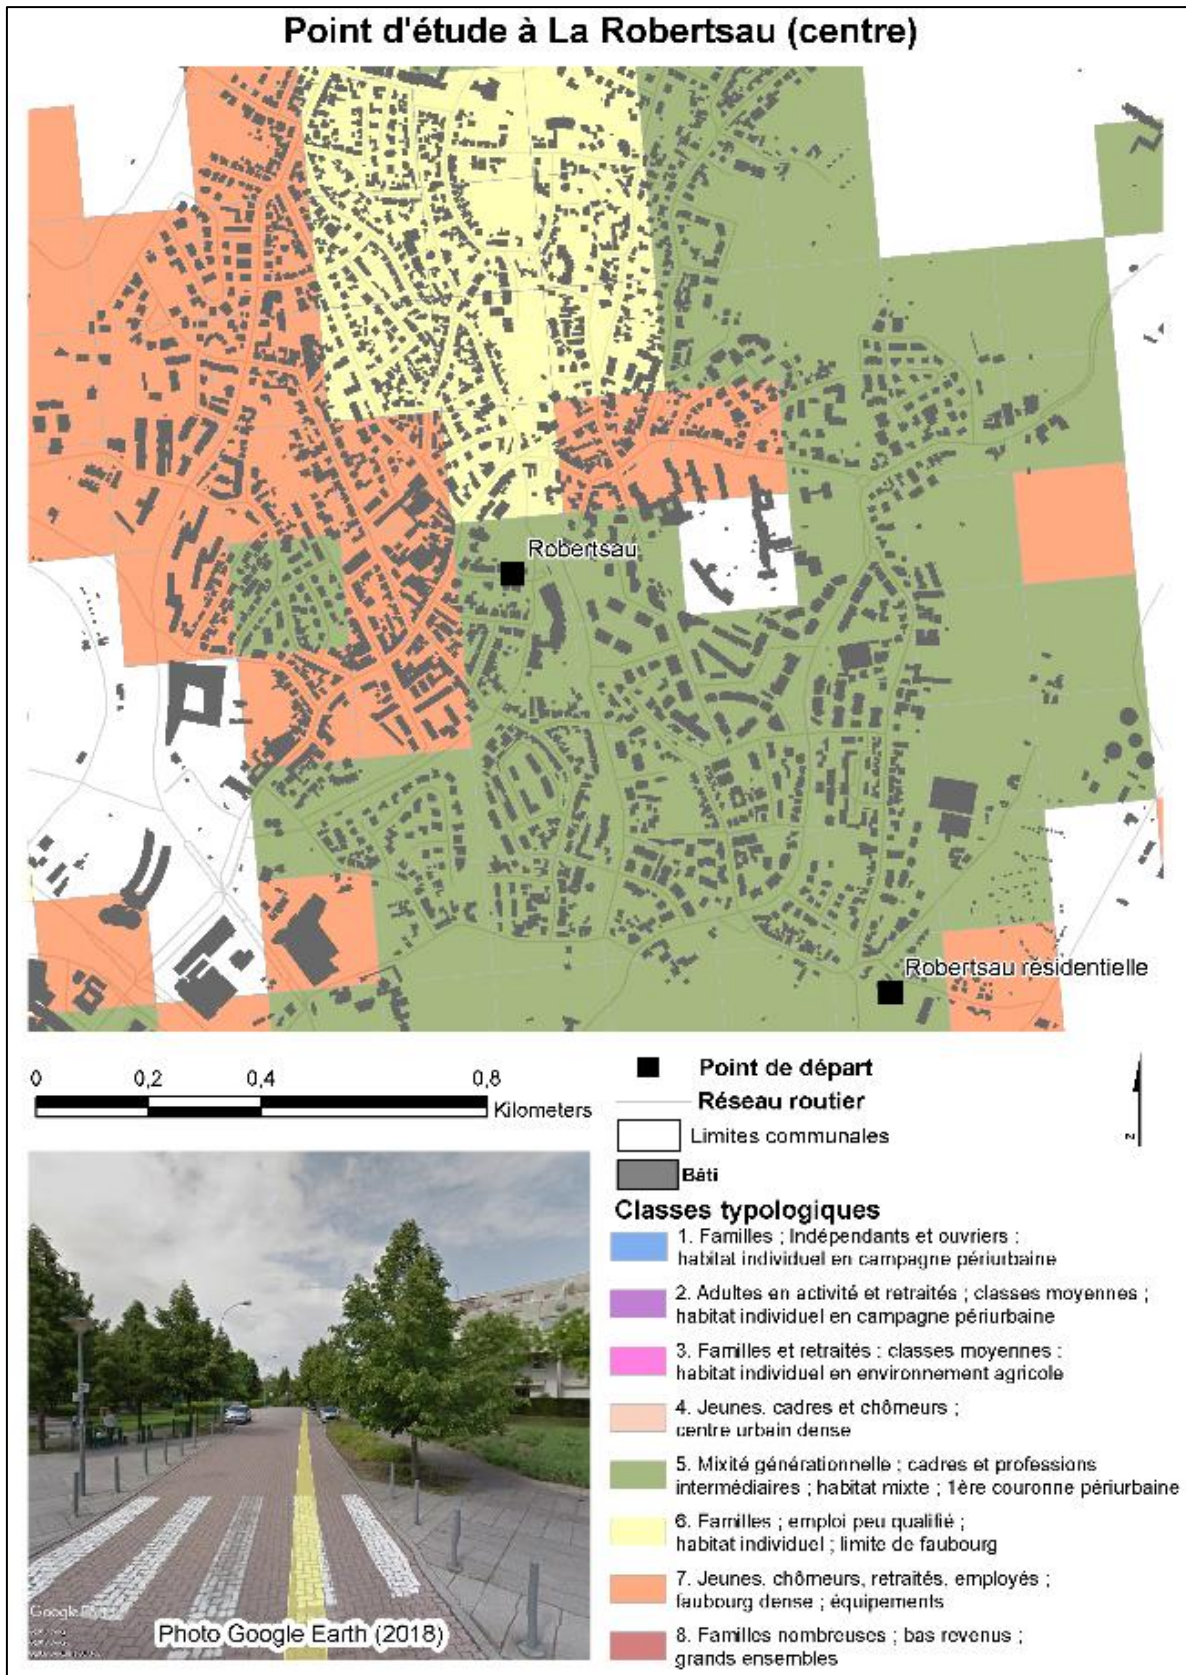 Point d'étude à La Robertsau (centre)
Robertsau
Robertsau résidentielle
0 0,2 0,4 0,8
Kilometers
Point de départ
Réseau routier
Limites communales
Bâti
N
Classes typologiques
1. Familles ; Indépendants et ouvriers :
habitat individuel en campagne périurbaine
2. Adultes en activité et retraités ; classes moyennes ;
habitat individuel en campagne périurbaine
3. Familles et retraités : classes moyennes :
habitat individuel en environnement agricole
4. Jeunes. cadres et chômeurs ;
centre urbain dense
5. Mixité générationnelle ; cadres et professions
intermédiaires ; habitat mixte ; 1ère couronne périurbaine
6. Familles ; emploi peu qualifié ;
habitat individuel ; limite de faubourg
7. Jeunes. chômeurs, retraités. employés ;
faubourg dense ; équipements
8. Familles nombreuses ; bas revenus ;
grands ensembles
Google
Photo Google Earth (2018)